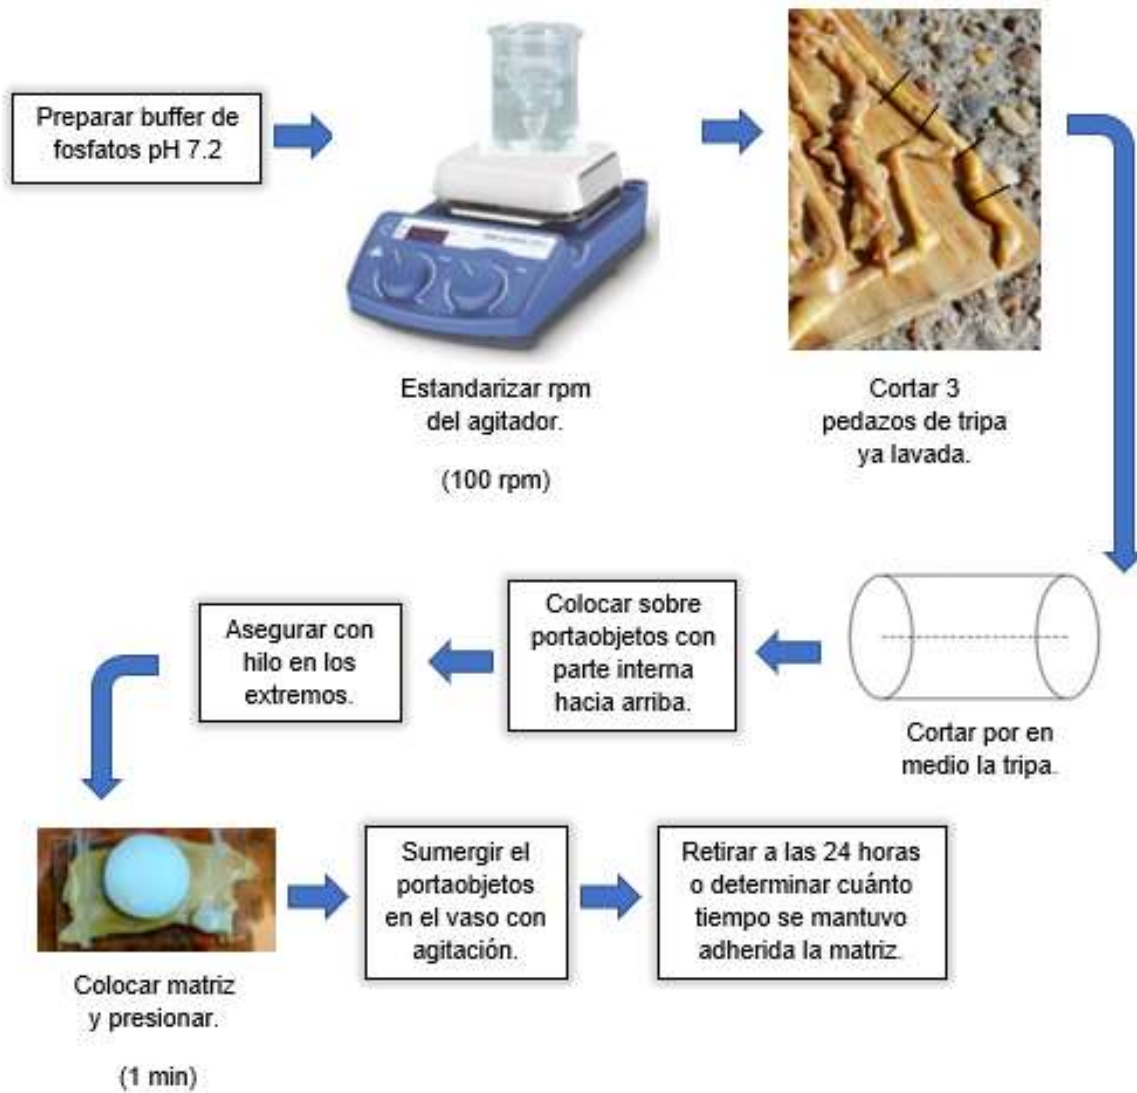 Preparar buffer de
fosfatos pH 7.2
Estandarizar rpm
del agitador.
(100 rpm)
Cortar 3
pedazos de tripa
ya lavada.
Cortar por en
medio la tripa.
Colocar sobre
portaobjetos con
parte interna
hacia arriba.
Asegurar con
hilo en los
extremos.
Colocar matriz
y presionar.
(1 min)
Sumergir el
portaobjetos
en el vaso con
agitación.
Retirar a las 24 horas
o determinar cuánto
tiempo se mantuvo
adherida la matriz.